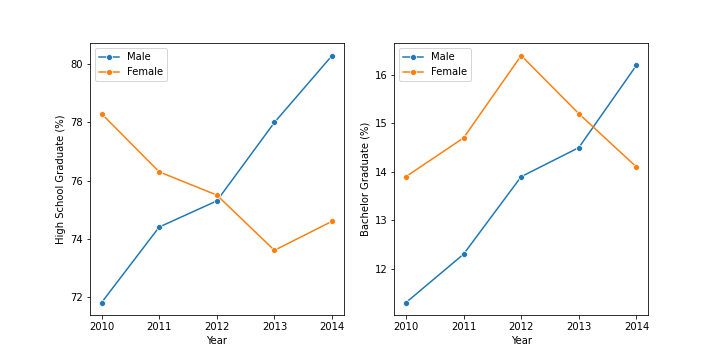 80
78
76
74
72
High School Graduate (%)
Male
Female
2010 2011 2012 2013 2014
Year
16
15
14
13
12
Bachelor Graduate (%)
Male
Female
2010 2011 2012 2013 2014
Year